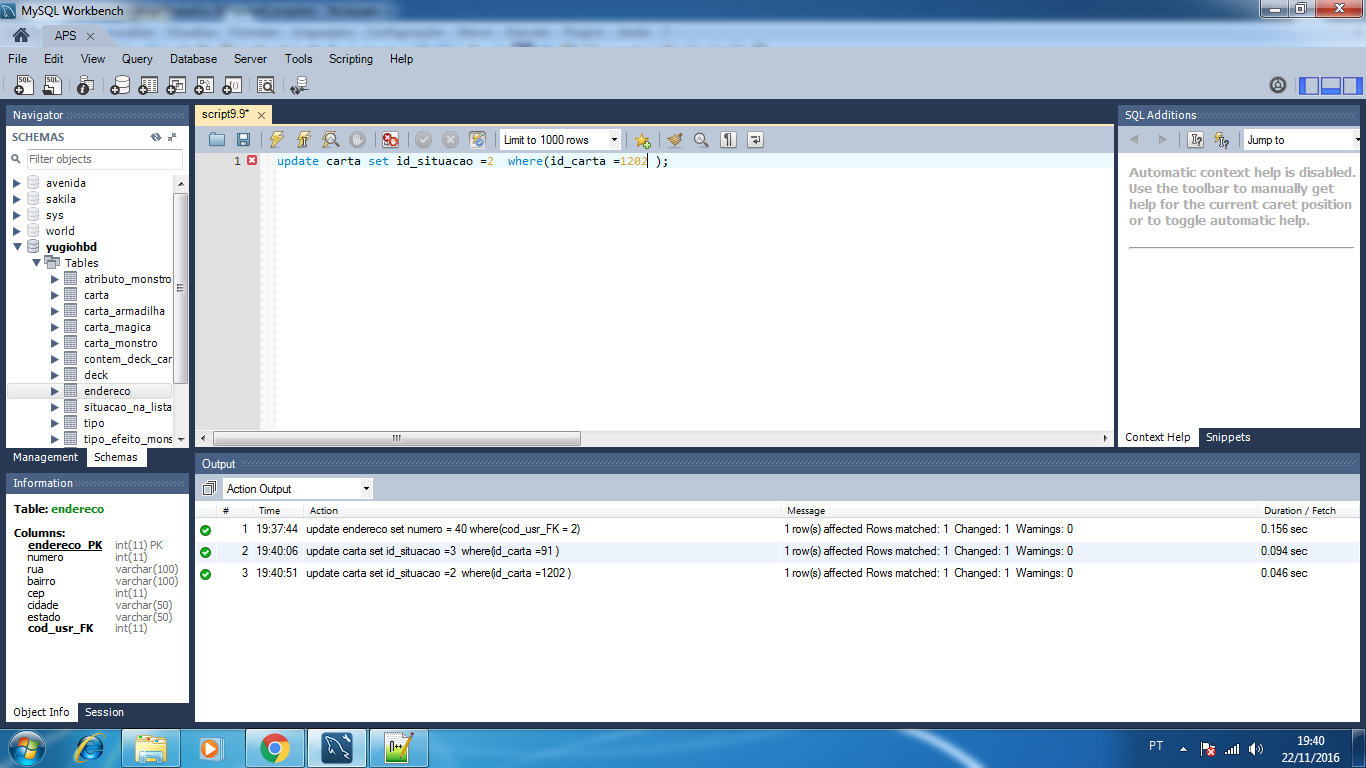 MySQL Workbench
APS
File Edit View Query Database Server Tools Scripting Help
Navigator
SCHEMAS
Filter objects
avenida
sakila
sys
world
yugiohbd
Tables
atributo_monstro
carta
carta_armadilha
carta_magica
carta_monstro
contem_deck_car
deck
endereco
situacao_na_lista
tipo
tipo_efeito_mons
Management Schemas
Information
Table: endereco
Columns:
endereco_PK int(11) PK
numero int(11)
rua varchar(100)
bairro varchar(100)
cep int(11)
cidade varchar(50)
estado varchar(50)
cod_usr_FK int(11)
Object Info Session
script9.9*
Limit to 1000 rows
1 update carta set id_situacao =2  where(id_carta =1202 );
SQL Additions
Jump to
Automatic context help is disabled.
Use the toolbar to manually get
help for the current caret position
or to toggle automatic help.
Context Help Snippets
Output
Action Output
# Time Action Message Duration / Fetch
1 19:37:44 update endereco set numero = 40 where(cod_usr_FK = 2) 1 row(s) affected Rows matched: 1 Changed: 1 Warnings: 0 0.156 sec
2 19:40:06 update carta set id_situacao =3 where(id_carta =91 ) 1 row(s) affected Rows matched: 1 Changed: 1 Warnings: 0 0.094 sec
3 19:40:51 update carta set id_situacao =2 where(id_carta =1202 ) 1 row(s) affected Rows matched: 1 Changed: 1 Warnings: 0 0.046 sec
PT
19:40
22/11/2016